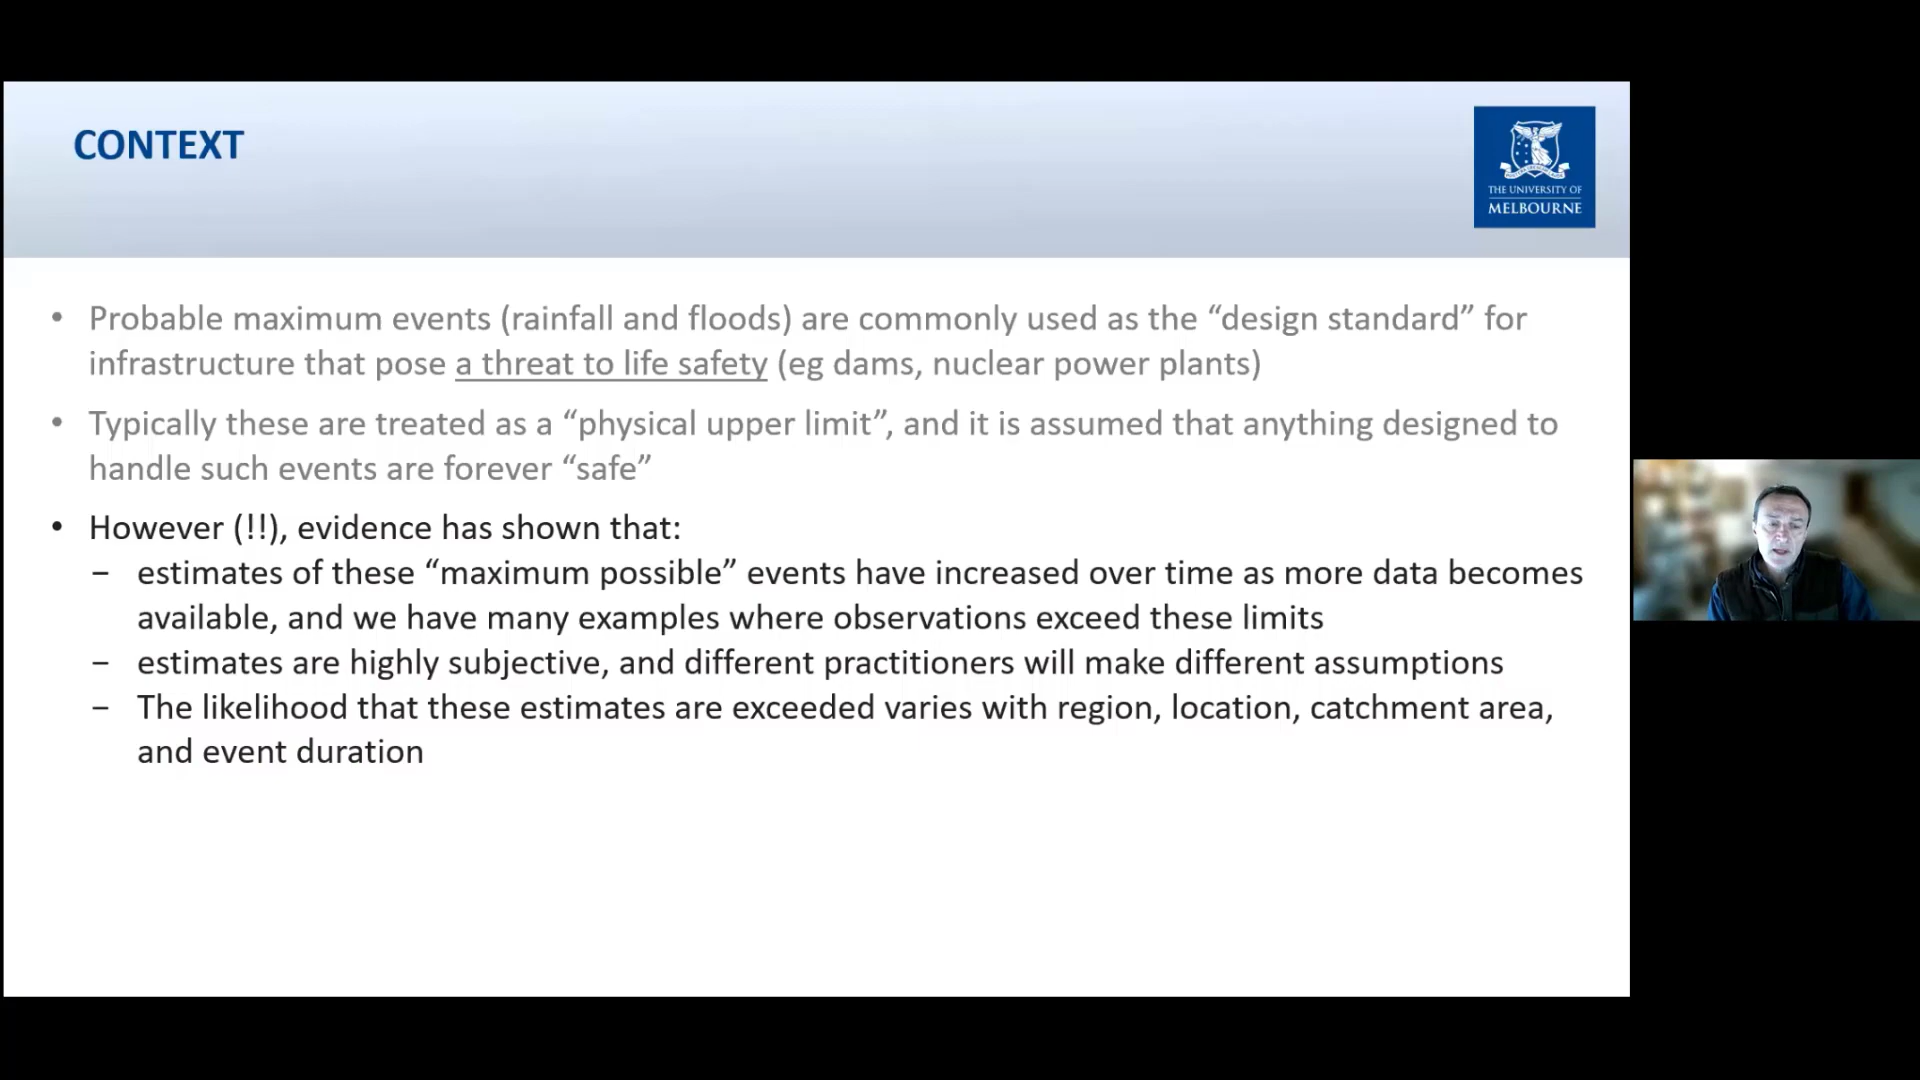 CONTEXT
THE UNIVERSITY OF
MELBOURNE
• Probable maximum events (rainfall and floods) are commonly used as the “design standard” for
infrastructure that pose a threat to life safety (eg dams, nuclear power plants)
• Typically these are treated as a “physical upper limit”, and it is assumed that anything designed to
handle such events are forever “safe”
• However (!!), evidence has shown that:
– estimates of these “maximum possible” events have increased over time as more data becomes
available, and we have many examples where observations exceed these limits
– estimates are highly subjective, and different practitioners will make different assumptions
– The likelihood that these estimates are exceeded varies with region, location, catchment area,
and event duration